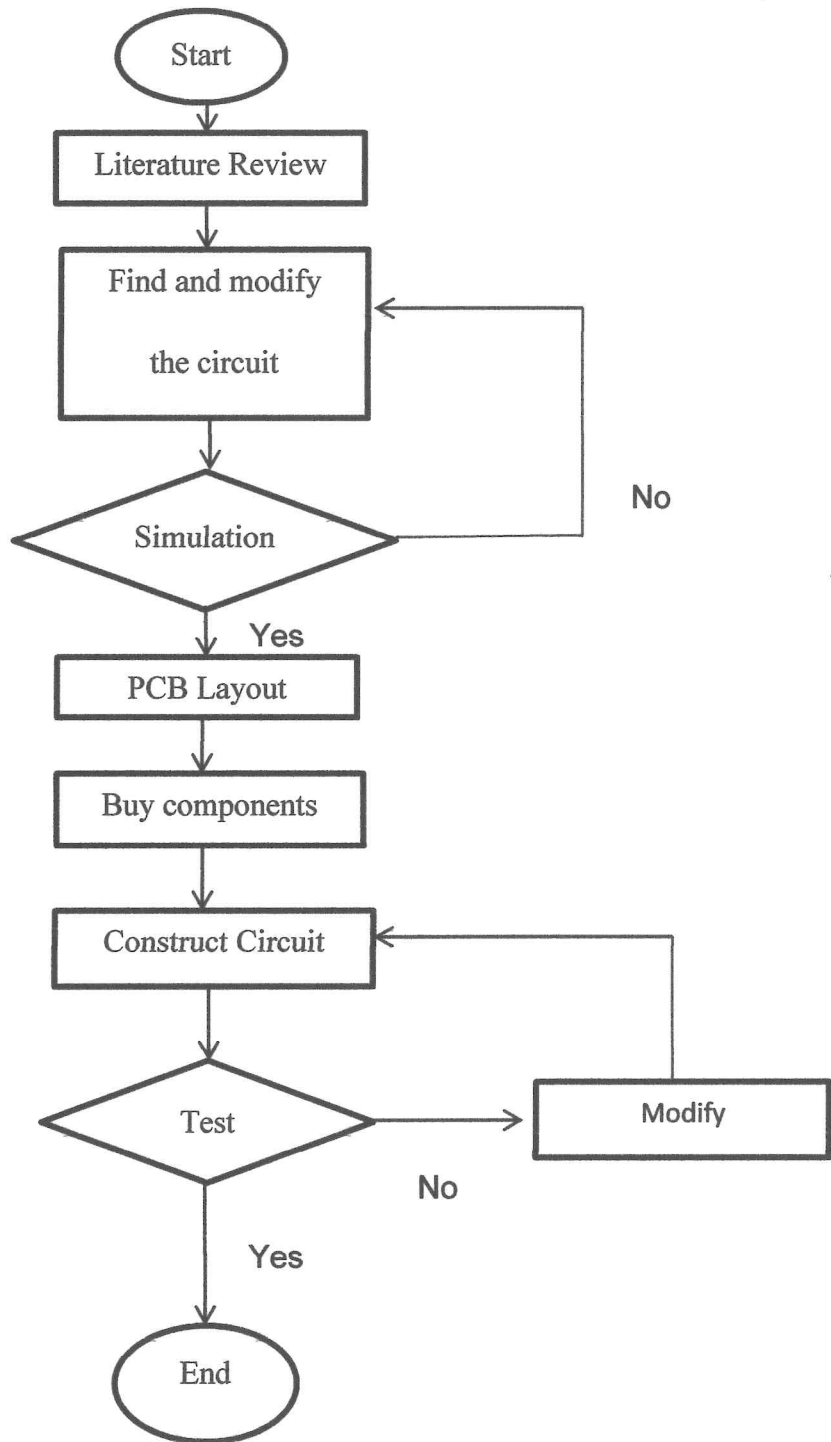 Start
Literature Review
Find and modify
the circuit
No
Simulation
Yes
PCB Layout
Buy components
Construct Circuit
Test
Modify
No
Yes
End